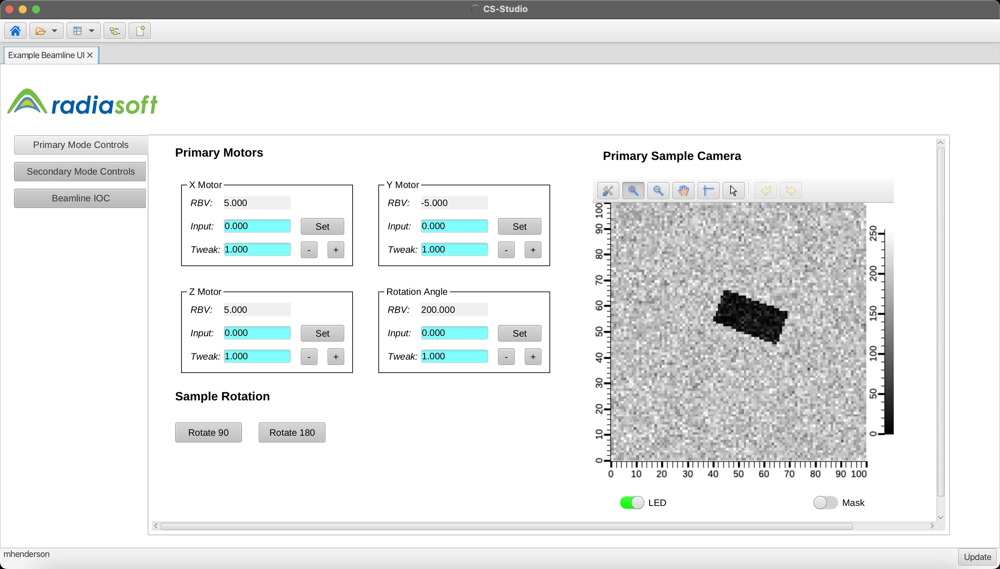 CS-Studio
Example Beamline UI
radiasoft
Primary Mode Controls
Secondary Mode Controls
Beamline IOC
Primary Motors
X Motor
RBV: 5.000
Input: 0.000 Set
Tweak: 1.000 - +
Y Motor
RBV: -5.000
Input: 0.000 Set
Tweak: 1.000 - +
Z Motor
RBV: 5.000
Input: 0.000 Set
Tweak: 1.000 - +
Rotation Angle
RBV: 200.000
Input: 0.000 Set
Tweak: 1.000 - +
Sample Rotation
Rotate 90 Rotate 180
Primary Sample Camera
100
90
80
70
60
50
40
30
20
10
0
0 10 20 30 40 50 60 70 80 90 100
250
200
150
100
50
0
LED Mask
mhenderson
Update